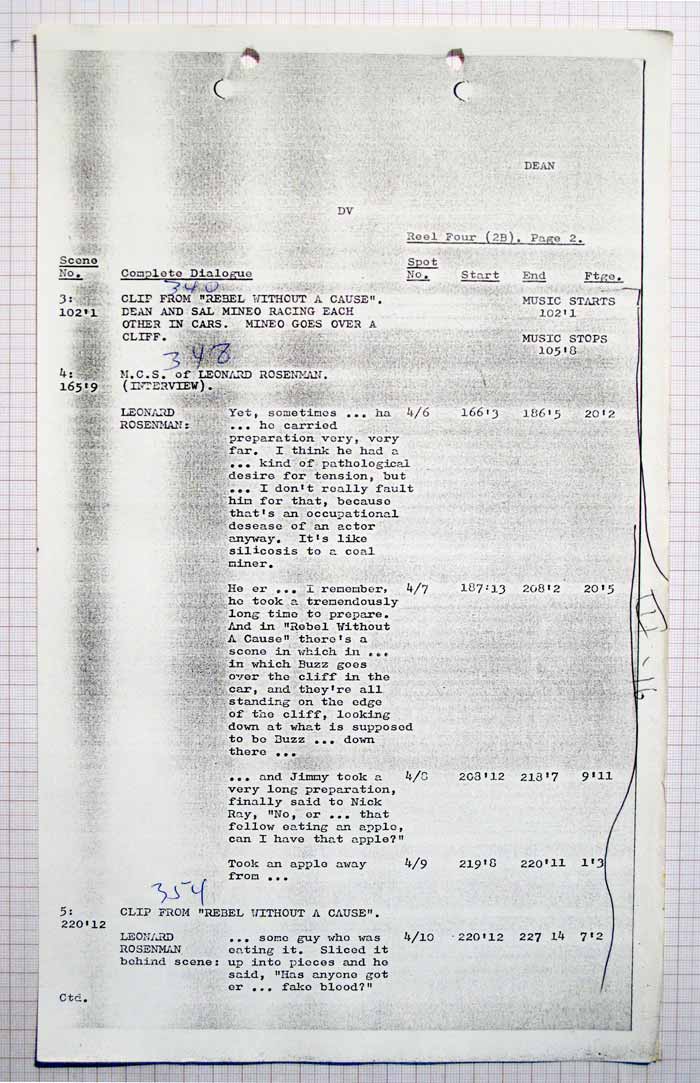 DEAN
DV
Reel Four (2B). Page 2.
Scene No. Complete Dialogue Spot No. Start End Ftge.
340
3: CLIP FROM "REBEL WITHOUT A CAUSE". MUSIC STARTS
102'1 DEAN AND SAL MINEO RACING EACH 102'1
OTHER IN CARS. MINEO GOES OVER A
CLIFF. MUSIC STOPS
105'8
348
4: M.C.S. of LEONARD ROSENMAN.
165'9 (INTERVIEW).
LEONARD Yet, sometimes ... ha 4/6 166'3 186'5 20'2
ROSENMAN: ... he carried
preparation very, very
far. I think he had a
... kind of pathological
desire for tension, but
... I don't really fault
him for that, because
that's an occupational
desease of an actor
anyway. It's like
silicosis to a coal
miner.
He er ... I remember, 4/7 187:13 208'2 20'5
he took a tremendously
long time to prepare.
And in "Rebel Without
A Cause" there's a
scene in which in ...
in which Buzz goes
over the cliff in the
car, and they're all
standing on the edge
of the cliff, looking
down at what is supposed
to be Buzz ... down
there ...
... and Jimmy took a 4/8 208'12 218'7 9'11
very long preparation,
finally said to Nick
Ray, "No, er ... that
fellow eating an apple,
can I have that apple?"
Took an apple away 4/9 219'8 220'11 1'3
from ...
354
5: CLIP FROM "REBEL WITHOUT A CAUSE".
220'12
LEONARD ... some guy who was 4/10 220'12 227 14 7'2
ROSENMAN eating it. Sliced it
behind scene: up into pieces and he
said, "Has anyone got
er ... fake blood?"
Ctd.